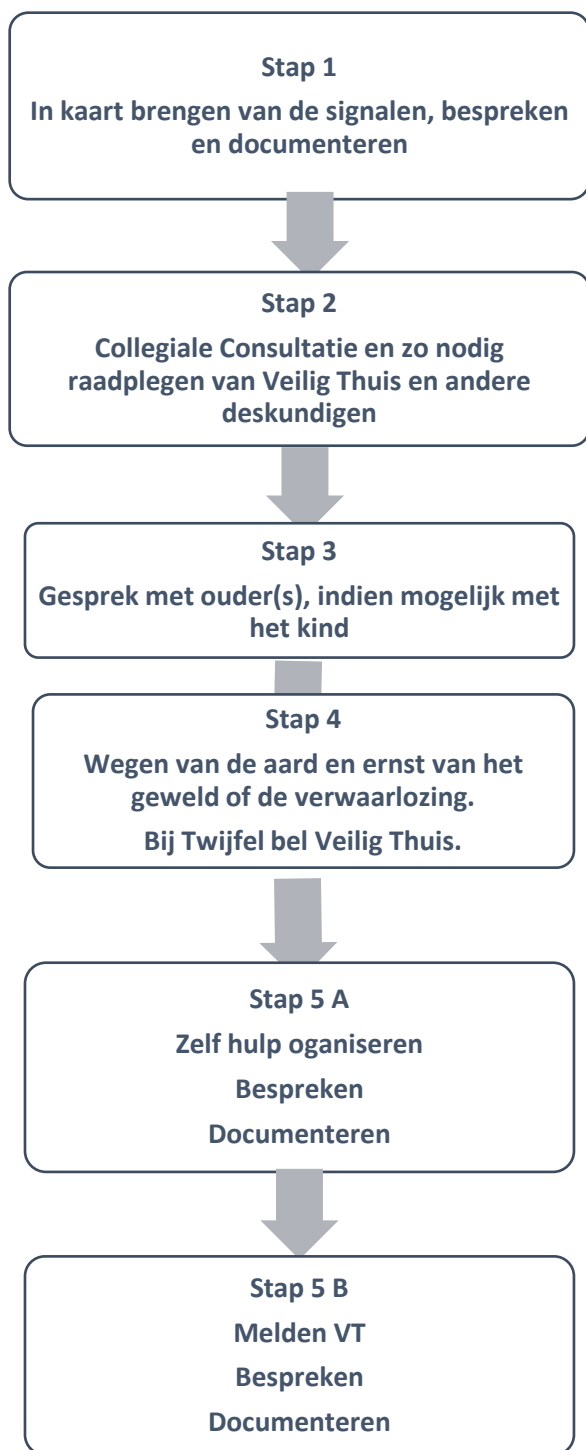 Stap 1
In kaart brengen van de signalen, bespreken
en documenteren
Stap 2
Collegiale Consultatie en zo nodig
raadplegen van Veilig Thuis en andere
deskundigen
Stap 3
Gesprek met ouder(s), indien mogelijk met
het kind
Stap 4
Wegen van de aard en ernst van het
geweld of de verwaarlozing.
Bij Twijfel bel Veilig Thuis.
Stap 5 A
Zelf hulp oganiseren
Bespreken
Documenteren
Stap 5 B
Melden VT
Bespreken
Documenteren